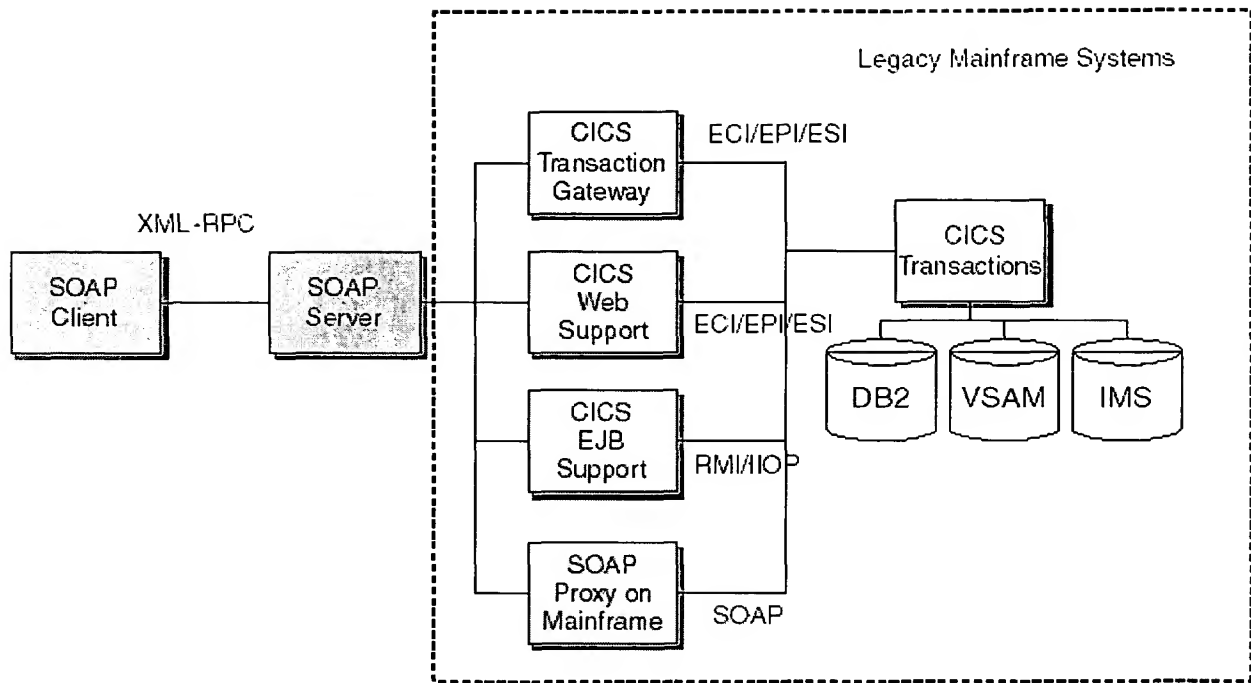 Legacy Mainframe Systems
CICS
Transaction
Gateway
ECI/EPI/ESI
XML-RPC
SOAP
Client
SOAP
Server
CICS
Web
Support
ECI/EPI/ESI
CICS
Transactions
DB2
VSAM
IMS
CICS
EJB
Support
RMI/IIOP
SOAP
Proxy on
Mainframe
SOAP